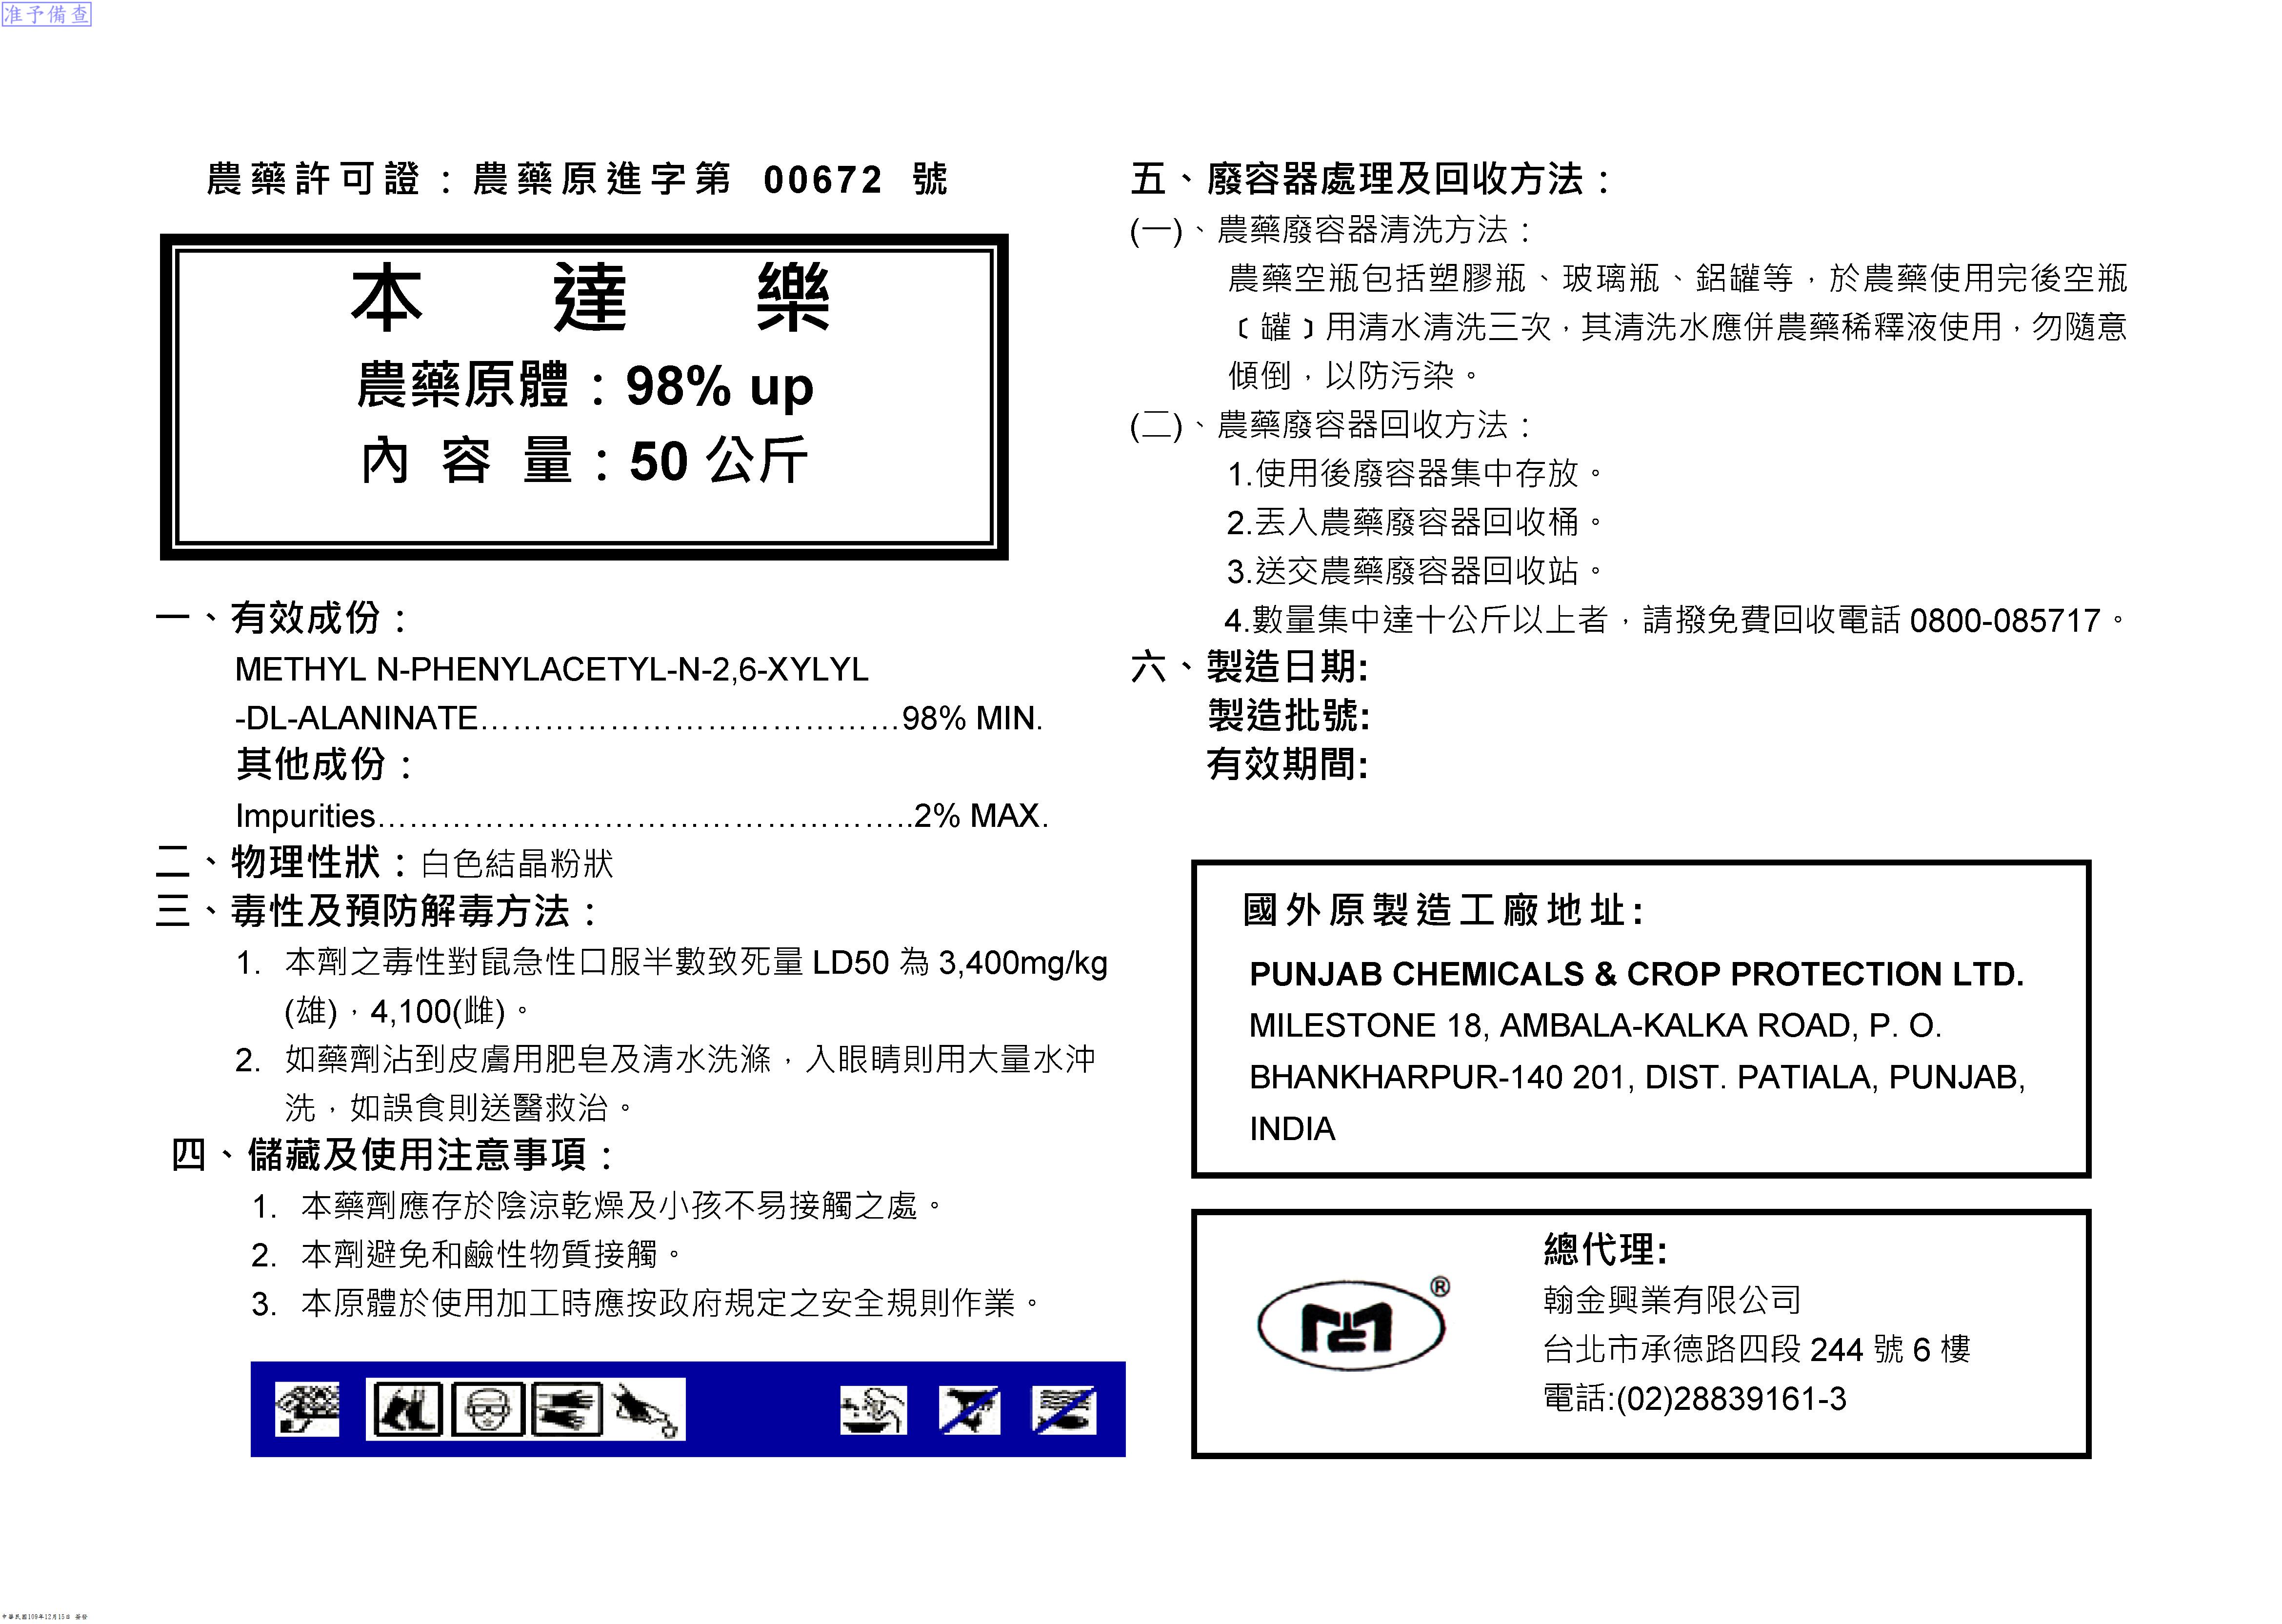 准予備查
農藥許可證：農藥原進字第 00672 號
本 達 樂
農藥原體：98% up
內 容 量：50 公斤
一、有效成份：
METHYL N-PHENYLACETYL-N-2,6-XYLYL
-DL-ALANINATE…………………………………98% MIN.
其他成份：
Impurities…………………………………………..2% MAX.
二、物理性狀：白色結晶粉狀
三、毒性及預防解毒方法：
1. 本劑之毒性對鼠急性口服半數致死量 LD50 為 3,400mg/kg
(雄)，4,100(雌)。
2. 如藥劑沾到皮膚用肥皂及清水洗滌，入眼睛則用大量水沖
洗，如誤食則送醫救治。
四、儲藏及使用注意事項：
1. 本藥劑應存於陰涼乾燥及小孩不易接觸之處。
2. 本劑避免和鹼性物質接觸。
3. 本原體於使用加工時應按政府規定之安全規則作業。
五、廢容器處理及回收方法：
(一)、農藥廢容器清洗方法：
農藥空瓶包括塑膠瓶、玻璃瓶、鋁罐等，於農藥使用完後空瓶
﹝罐﹞用清水清洗三次，其清洗水應併農藥稀釋液使用，勿隨意
傾倒，以防污染。
(二)、農藥廢容器回收方法：
1.使用後廢容器集中存放。
2.丟入農藥廢容器回收桶。
3.送交農藥廢容器回收站。
4.數量集中達十公斤以上者，請撥免費回收電話 0800-085717。
六、製造日期:
製造批號:
有效期間:
國外原製造工廠地址:
PUNJAB CHEMICALS & CROP PROTECTION LTD.
MILESTONE 18, AMBALA-KALKA ROAD, P. O.
BHANKHARPUR-140 201, DIST. PATIALA, PUNJAB,
INDIA
®
總代理:
翰金興業有限公司
台北市承德路四段 244 號 6 樓
電話:(02)28839161-3
中華民國109年12月15日